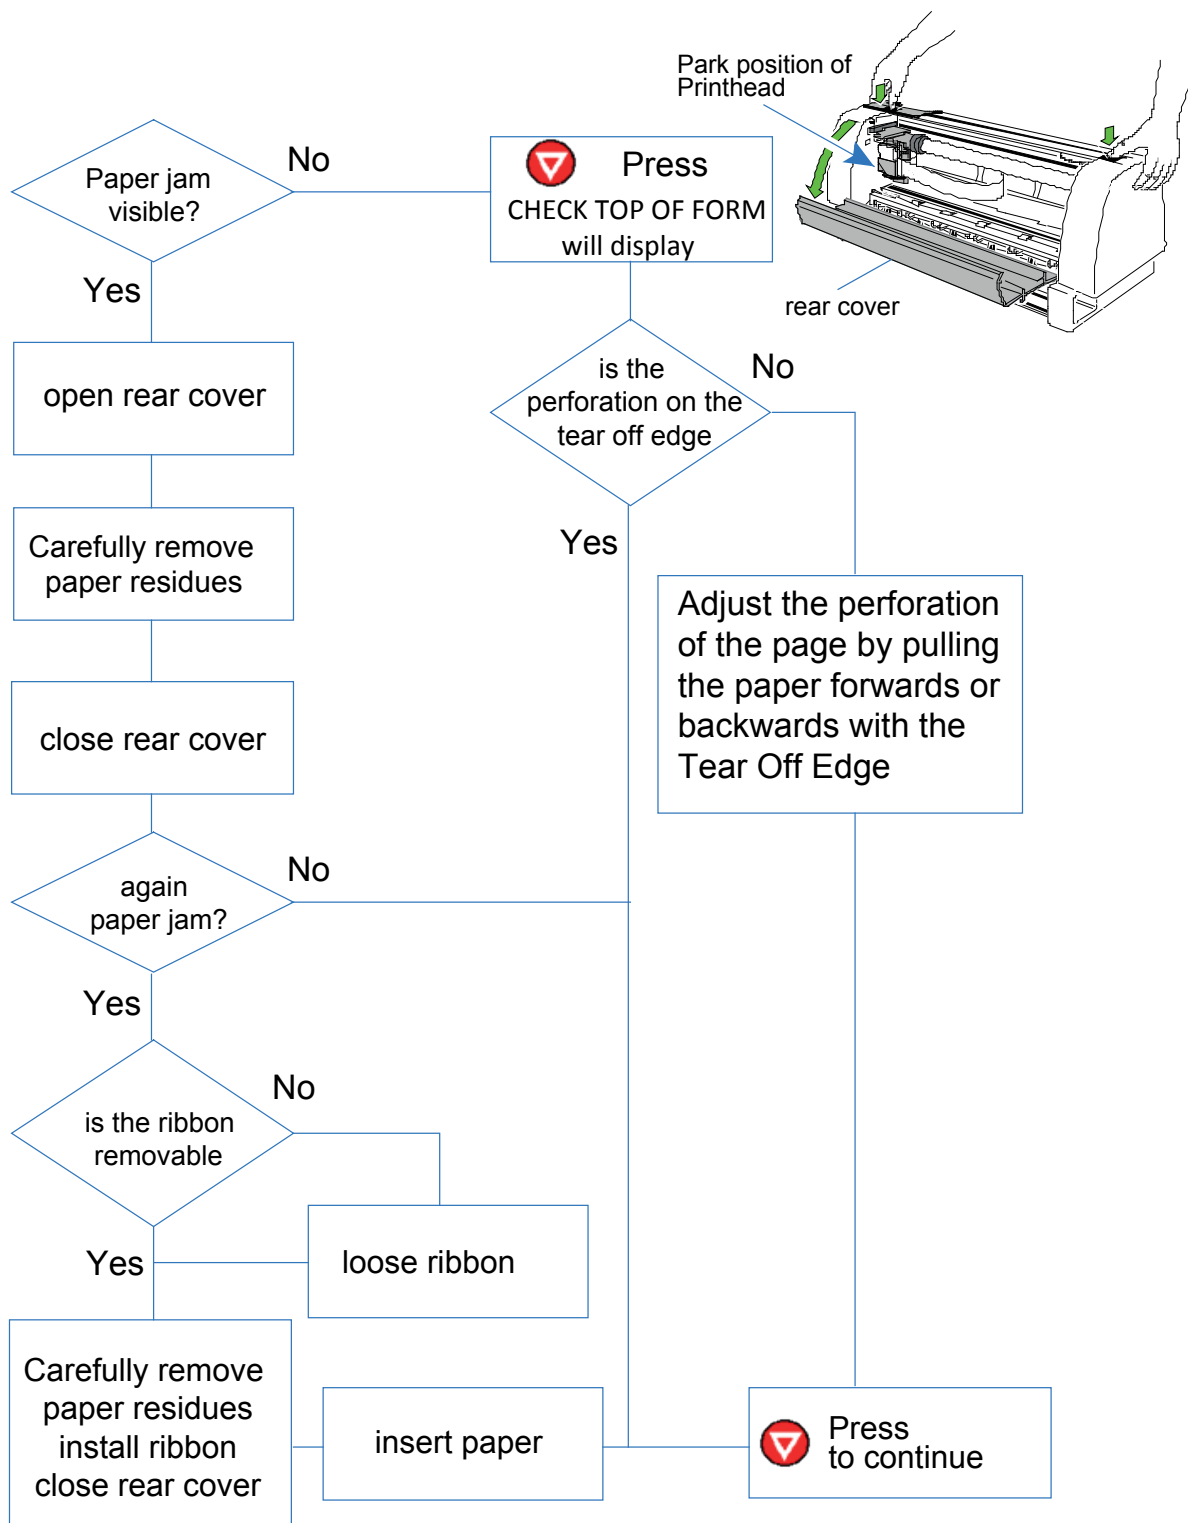 Park position of
Printhead
rear cover
Paper jam
visible?
No
Yes
Press
CHECK TOP OF FORM
will display
open rear cover
is the
perforation on the
tear off edge
No
Yes
Carefully remove
paper residues
Adjust the perforation
of the page by pulling
the paper forwards or
backwards with the
Tear Off Edge
close rear cover
again
paper jam?
No
Yes
is the ribbon
removable
No
Yes
loose ribbon
Carefully remove
paper residues
install ribbon
close rear cover
insert paper
Press
to continue